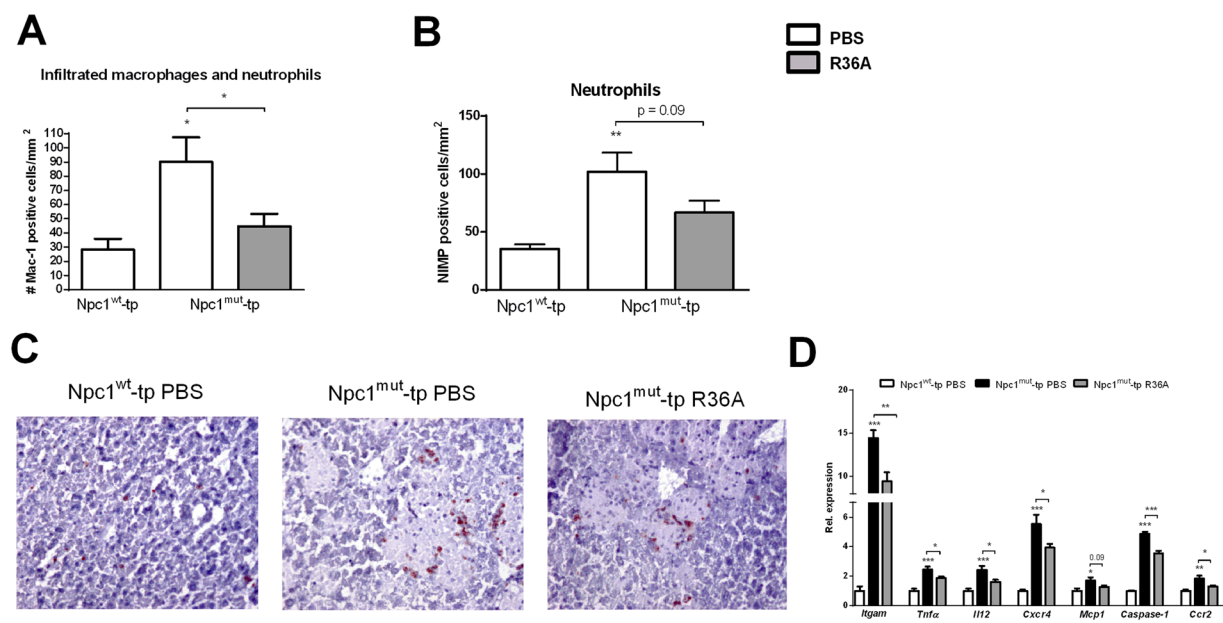 A
Infiltrated macrophages and neutrophils
*
*
# Mac-1 positive cells/mm²
110
100
90
80
70
60
50
40
30
20
10
0
Npc1wt-tp
Npc1mut-tp
B
Neutrophils
p = 0.09
**
NIMP positive cells/mm²
150
100
50
0
Npc1wt-tp
Npc1mut-tp
PBS
R36A
C
Npc1wt-tp PBS
Npc1mut-tp PBS
Npc1mut-tp R36A
D
Npc1wt-tp PBS
Npc1mut-tp PBS
Npc1mut-tp R36A
Rel. expression
20
15
10
6
4
2
0
**
***
*
***
*
***
*
***
0.09
*
***
***
*
**
Itgam
Tnfα
Il12
Cxcr4
Mcp1
Caspase-1
Ccr2